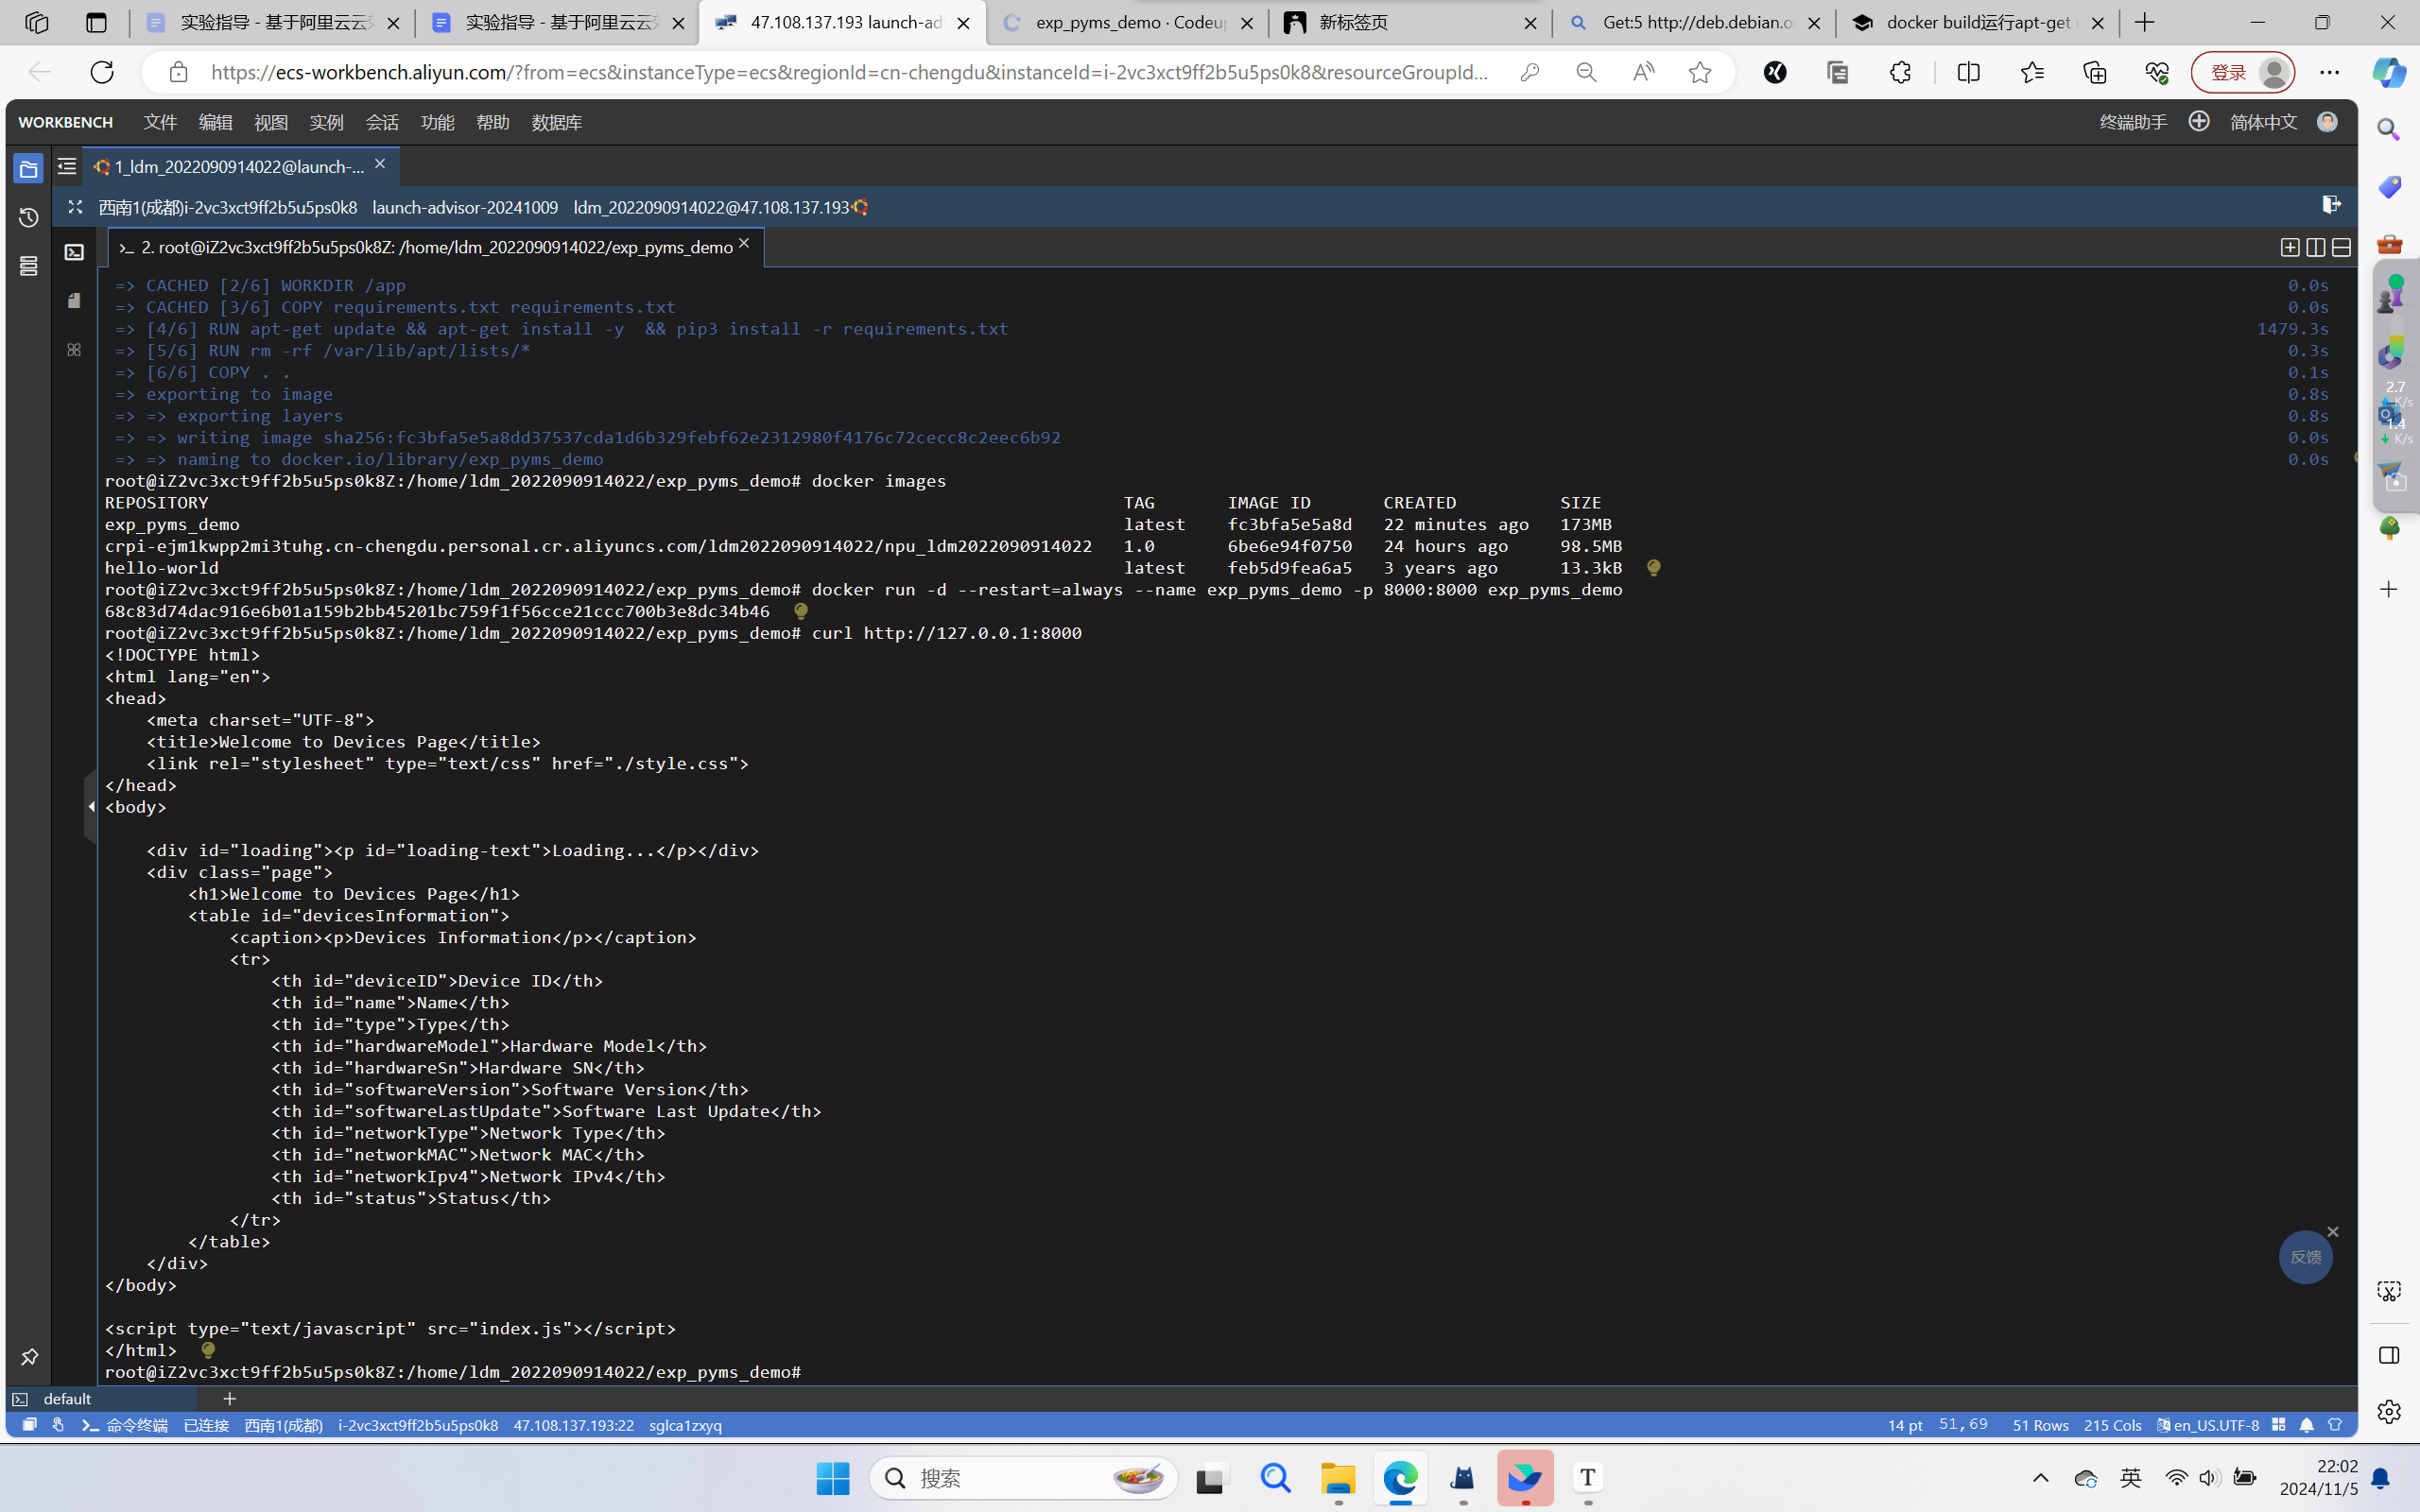 实验指导 - 基于阿里云云
实验指导 - 基于阿里云云
47.108.137.193 launch-ad
exp_pyms_demo · Codeup
新标签页
Get:5 http://deb.debian.o
docker build运行apt-get
https://ecs-workbench.aliyun.com/?from=ecs&instanceType=ecs&regionId=cn-chengdu&instanceId=i-2vc3xct9ff2b5u5ps0k8&resourceGroupId...
登录
WORKBENCH 文件 编辑 视图 实例 会话 功能 帮助 数据库
终端助手 简体中文
1_ldm_2022090914022@launch-...
西南1(成都)i-2vc3xct9ff2b5u5ps0k8 launch-advisor-20241009 ldm_2022090914022@47.108.137.193
2. root@iZ2vc3xct9ff2b5u5ps0k8Z: /home/ldm_2022090914022/exp_pyms_demo
=> CACHED [2/6] WORKDIR /app 0.0s
=> CACHED [3/6] COPY requirements.txt requirements.txt 0.0s
=> [4/6] RUN apt-get update && apt-get install -y  && pip3 install -r requirements.txt 1479.3s
=> [5/6] RUN rm -rf /var/lib/apt/lists/* 0.3s
=> [6/6] COPY . . 0.1s
=> exporting to image 0.8s
=> => exporting layers 0.8s
=> => writing image sha256:fc3bfa5e5a8dd37537cda1d6b329febf62e2312980f4176c72cecc8c2eec6b92 0.0s
=> => naming to docker.io/library/exp_pyms_demo 0.0s
root@iZ2vc3xct9ff2b5u5ps0k8Z:/home/ldm_2022090914022/exp_pyms_demo# docker images
REPOSITORY TAG IMAGE ID CREATED SIZE
exp_pyms_demo latest fc3bfa5e5a8d 22 minutes ago 173MB
crpi-ejm1kwpp2mi3tuhg.cn-chengdu.personal.cr.aliyuncs.com/ldm2022090914022/npu_ldm2022090914022 1.0 6be6e94f0750 24 hours ago 98.5MB
hello-world latest feb5d9fea6a5 3 years ago 13.3kB
root@iZ2vc3xct9ff2b5u5ps0k8Z:/home/ldm_2022090914022/exp_pyms_demo# docker run -d --restart=always --name exp_pyms_demo -p 8000:8000 exp_pyms_demo
68c83d74dac916e6b01a159b2bb45201bc759f1f56cce21ccc700b3e8dc34b46
root@iZ2vc3xct9ff2b5u5ps0k8Z:/home/ldm_2022090914022/exp_pyms_demo# curl http://127.0.0.1:8000
<!DOCTYPE html>
<html lang="en">
<head>
    <meta charset="UTF-8">
    <title>Welcome to Devices Page</title>
    <link rel="stylesheet" type="text/css" href="./style.css">
</head>
<body>
    <div id="loading"><p id="loading-text">Loading...</p></div>
    <div class="page">
        <h1>Welcome to Devices Page</h1>
        <table id="devicesInformation">
            <caption><p>Devices Information</p></caption>
            <tr>
                <th id="deviceID">Device ID</th>
                <th id="name">Name</th>
                <th id="type">Type</th>
                <th id="hardwareModel">Hardware Model</th>
                <th id="hardwareSn">Hardware SN</th>
                <th id="softwareVersion">Software Version</th>
                <th id="softwareLastUpdate">Software Last Update</th>
                <th id="networkType">Network Type</th>
                <th id="networkMAC">Network MAC</th>
                <th id="networkIpv4">Network IPv4</th>
                <th id="status">Status</th>
            </tr>
        </table>
    </div>
</body>
<script type="text/javascript" src="index.js"></script>
</html>
root@iZ2vc3xct9ff2b5u5ps0k8Z:/home/ldm_2022090914022/exp_pyms_demo#
2.7
K/s
1.4
K/s
反馈
default
命令终端 已连接 西南1(成都) i-2vc3xct9ff2b5u5ps0k8 47.108.137.193:22 sglca1zxyq
14 pt 51,69 51 Rows 215 Cols en_US.UTF-8
搜索
英
22:02
2024/11/5